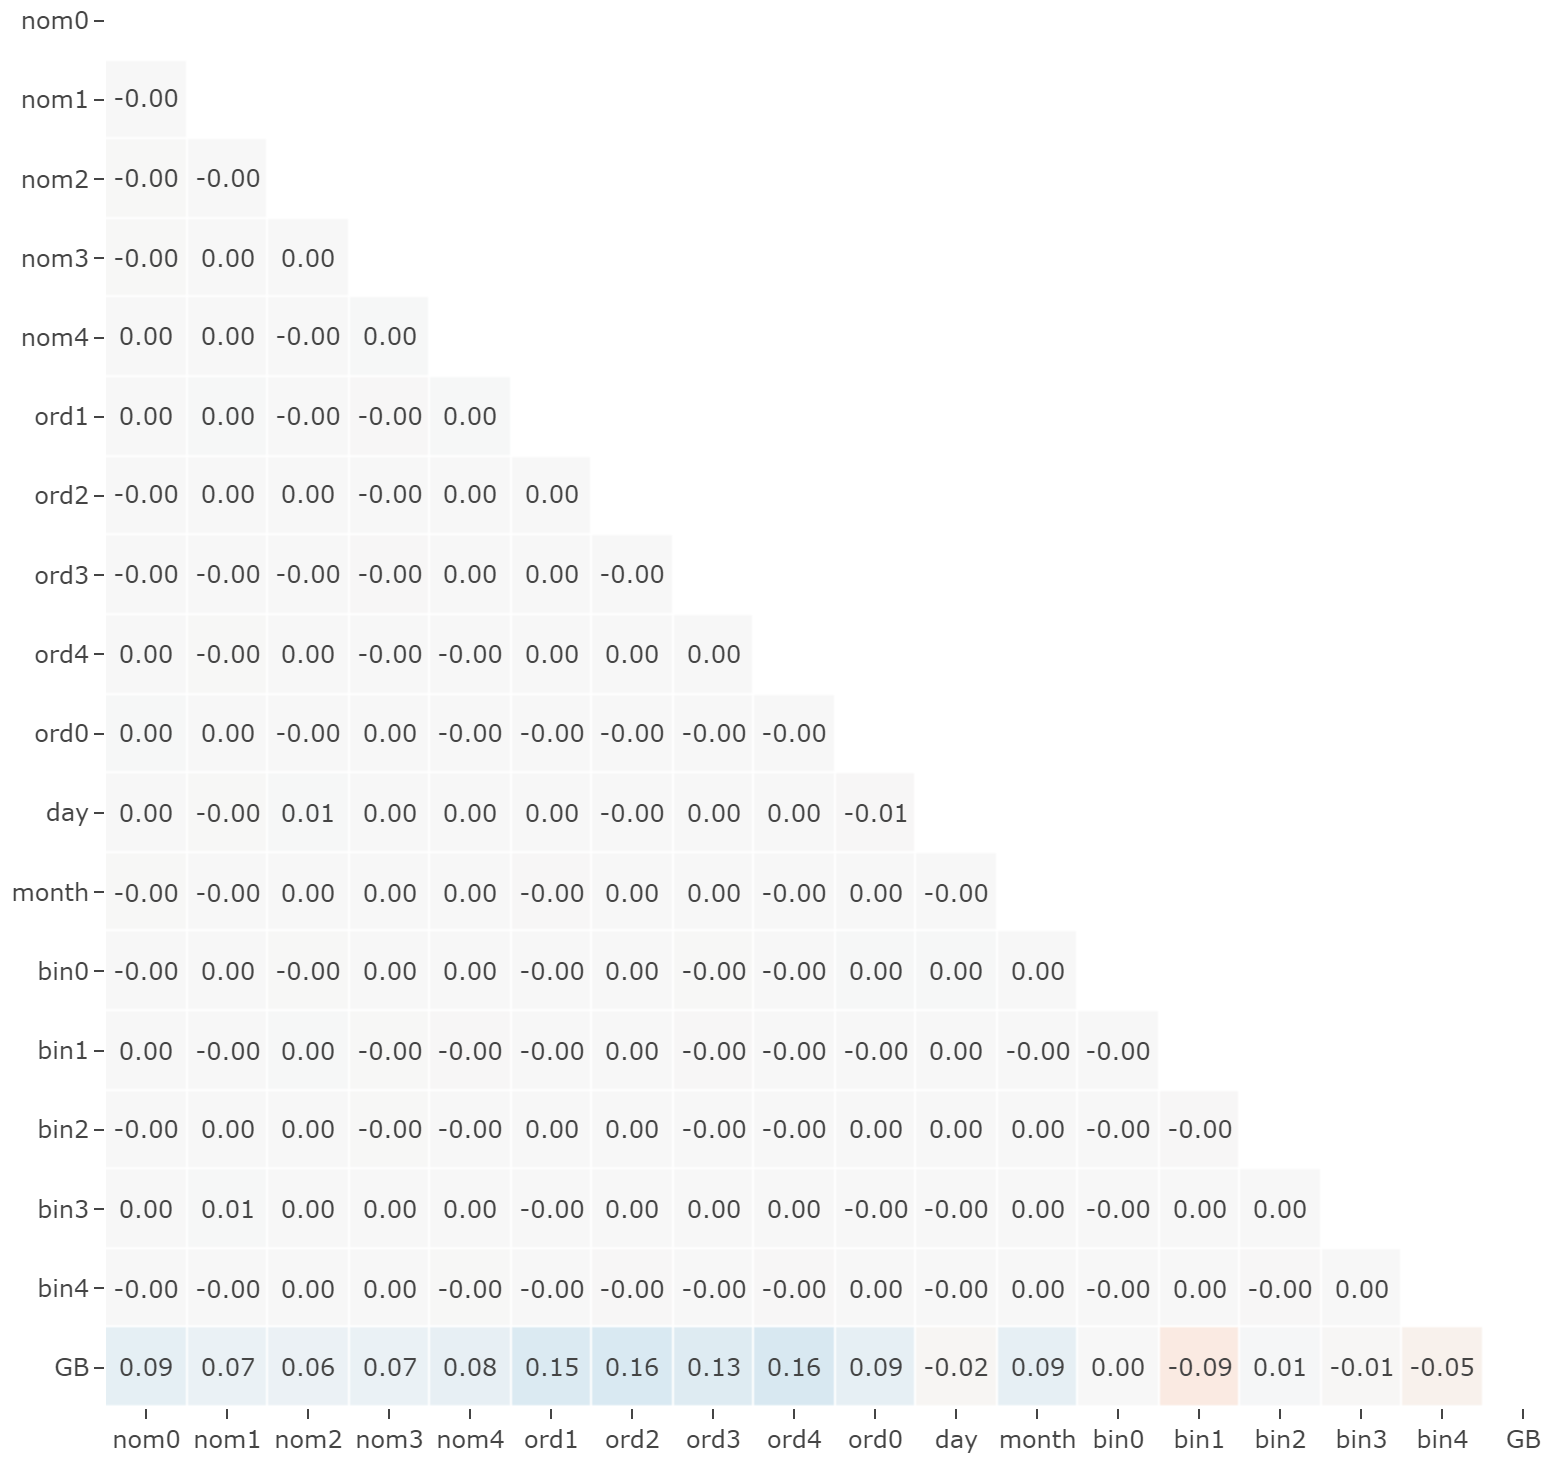 nom0
nom1 -0.00
nom2 -0.00 -0.00
nom3 -0.00 0.00 0.00
nom4 0.00 0.00 -0.00 0.00
ord1 0.00 0.00 -0.00 -0.00 0.00
ord2 -0.00 0.00 0.00 -0.00 0.00 0.00
ord3 -0.00 -0.00 -0.00 -0.00 0.00 0.00 -0.00
ord4 0.00 -0.00 0.00 -0.00 -0.00 0.00 0.00 0.00
ord0 0.00 0.00 -0.00 0.00 -0.00 -0.00 -0.00 -0.00 -0.00
day 0.00 -0.00 0.01 0.00 0.00 0.00 -0.00 0.00 0.00 -0.01
month -0.00 -0.00 0.00 0.00 0.00 -0.00 0.00 0.00 -0.00 0.00 -0.00
bin0 -0.00 0.00 -0.00 0.00 0.00 -0.00 0.00 -0.00 -0.00 0.00 0.00 0.00
bin1 0.00 -0.00 0.00 -0.00 -0.00 -0.00 0.00 -0.00 -0.00 -0.00 0.00 -0.00 -0.00
bin2 -0.00 0.00 0.00 -0.00 -0.00 0.00 0.00 -0.00 -0.00 0.00 0.00 0.00 -0.00 -0.00
bin3 0.00 0.01 0.00 0.00 0.00 -0.00 0.00 0.00 0.00 -0.00 -0.00 0.00 -0.00 0.00 0.00
bin4 -0.00 -0.00 0.00 0.00 -0.00 -0.00 -0.00 -0.00 -0.00 0.00 -0.00 0.00 -0.00 0.00 -0.00 0.00
GB 0.09 0.07 0.06 0.07 0.08 0.15 0.16 0.13 0.16 0.09 -0.02 0.09 0.00 -0.09 0.01 -0.01 -0.05
nom0 nom1 nom2 nom3 nom4 ord1 ord2 ord3 ord4 ord0 day month bin0 bin1 bin2 bin3 bin4 GB